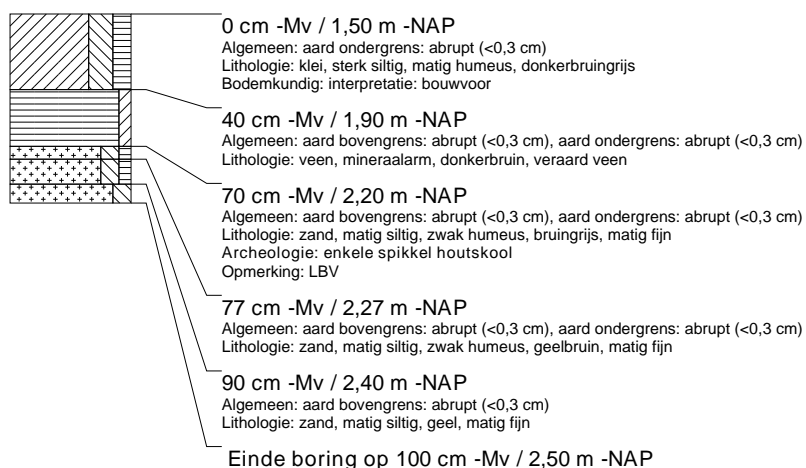 0 cm -Mv / 1,50 m -NAP
Algemeen: aard ondergrens: abrupt (<0,3 cm)
Lithologie: klei, sterk siltig, matig humeus, donkerbruingrijs
Bodemkundig: interpretatie: bouwvoor
40 cm -Mv / 1,90 m -NAP
Algemeen: aard bovengrens: abrupt (<0,3 cm), aard ondergrens: abrupt (<0,3 cm)
Lithologie: veen, mineraalarm, donkerbruin, veraard veen
70 cm -Mv / 2,20 m -NAP
Algemeen: aard bovengrens: abrupt (<0,3 cm), aard ondergrens: abrupt (<0,3 cm)
Lithologie: zand, matig siltig, zwak humeus, bruingrijs, matig fijn
Archeologie: enkele spikkel houtskool
Opmerking: LBV
77 cm -Mv / 2,27 m -NAP
Algemeen: aard bovengrens: abrupt (<0,3 cm), aard ondergrens: abrupt (<0,3 cm)
Lithologie: zand, matig siltig, zwak humeus, geelbruin, matig fijn
90 cm -Mv / 2,40 m -NAP
Algemeen: aard bovengrens: abrupt (<0,3 cm)
Lithologie: zand, matig siltig, geel, matig fijn
Einde boring op 100 cm -Mv / 2,50 m -NAP